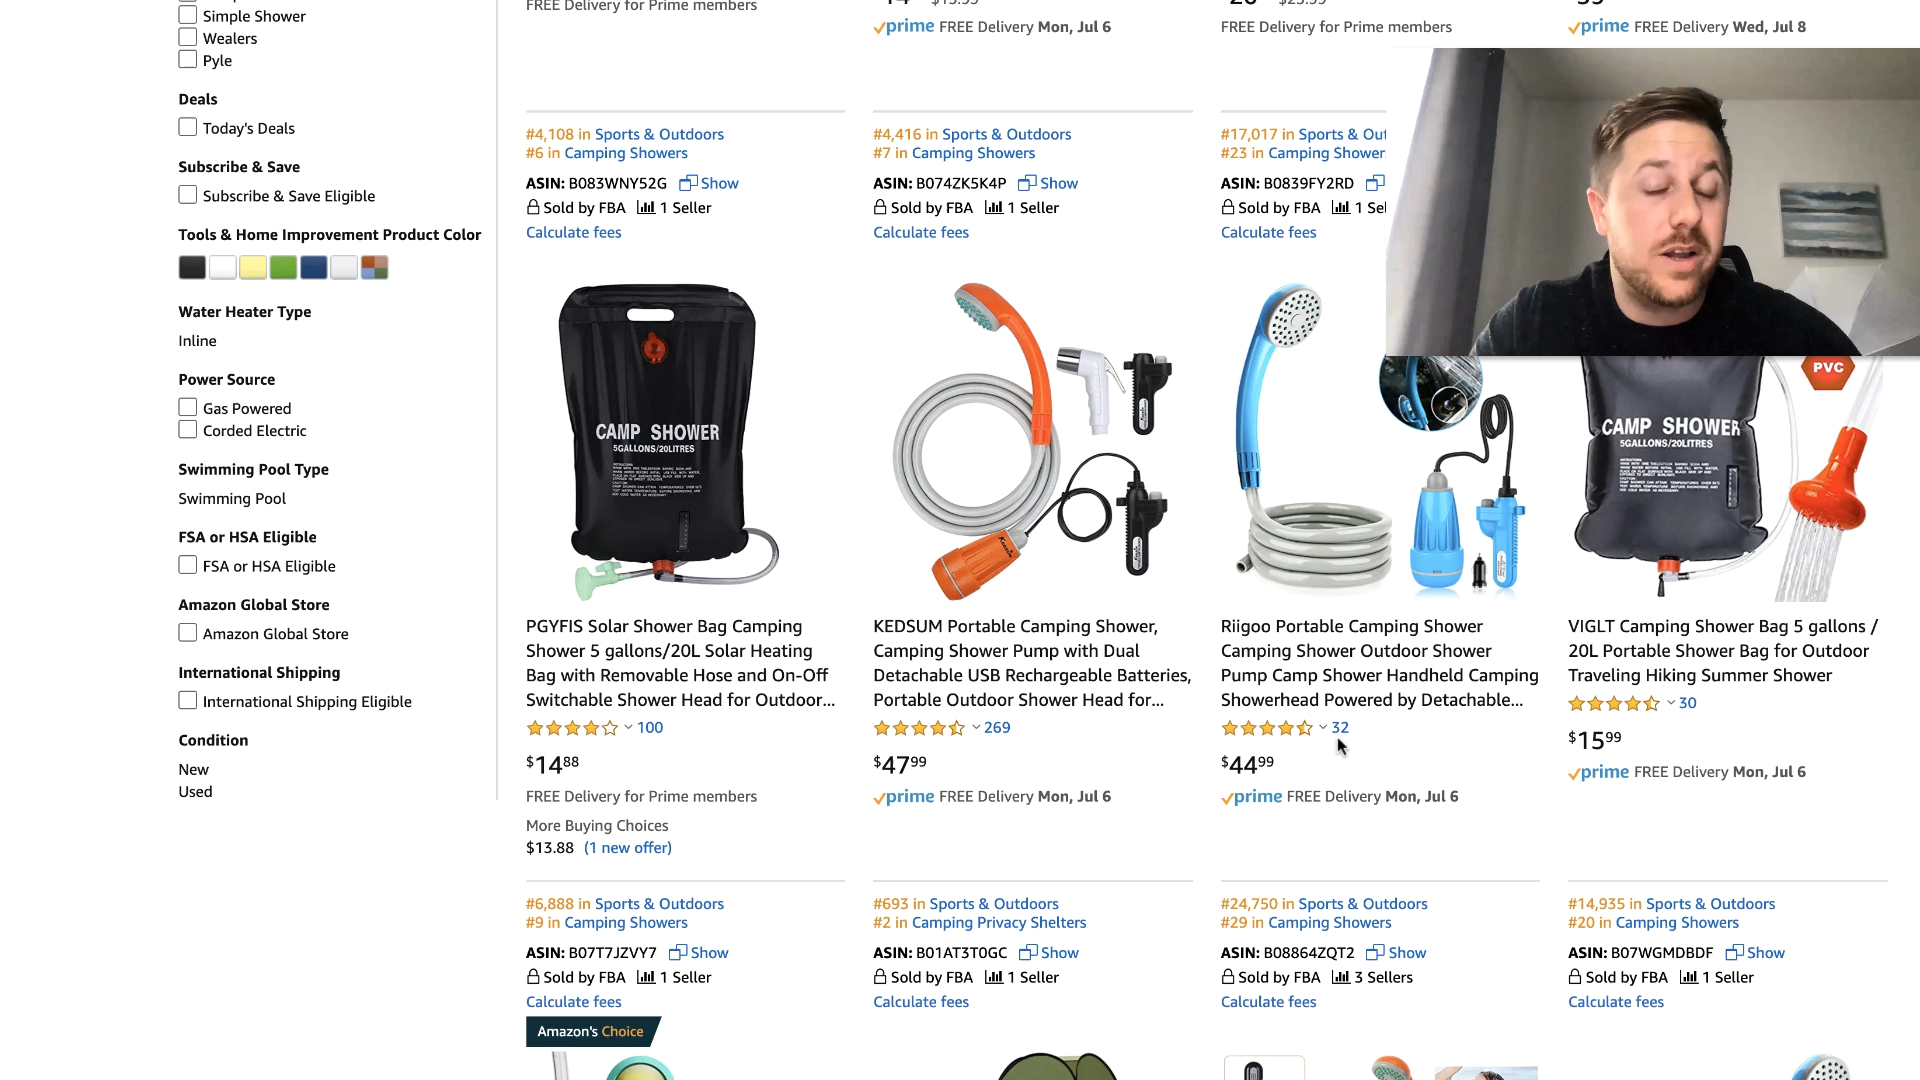 Simple Shower
Wealers
Pyle
Deals
Today's Deals
Subscribe & Save
Subscribe & Save Eligible
Tools & Home Improvement Product Color
Water Heater Type
Inline
Power Source
Gas Powered
Corded Electric
Swimming Pool Type
Swimming Pool
FSA or HSA Eligible
FSA or HSA Eligible
Amazon Global Store
Amazon Global Store
International Shipping
International Shipping Eligible
Condition
New
Used
FREE Delivery for Prime members
prime FREE Delivery Mon, Jul 6
FREE Delivery for Prime members
prime FREE Delivery Wed, Jul 8
#4,108 in Sports & Outdoors
#6 in Camping Showers
ASIN: B083WNY52G Show
Sold by FBA 1 Seller
Calculate fees
#4,416 in Sports & Outdoors
#7 in Camping Showers
ASIN: B074ZK5K4P Show
Sold by FBA 1 Seller
Calculate fees
#17,017 in Sports & Out
#23 in Camping Shower
ASIN: B0839FY2RD
Sold by FBA 1 Sel
Calculate fees
CAMP SHOWER
5GALLONS/20LITRES
PVC
CAMP SHOWER
5GALLONS/20LITRES
PGYFIS Solar Shower Bag Camping
Shower 5 gallons/20L Solar Heating
Bag with Removable Hose and On-Off
Switchable Shower Head for Outdoor...
100
$14.88
FREE Delivery for Prime members
More Buying Choices
$13.88 (1 new offer)
KEDSUM Portable Camping Shower,
Camping Shower Pump with Dual
Detachable USB Rechargeable Batteries,
Portable Outdoor Shower Head for...
269
$47.99
prime FREE Delivery Mon, Jul 6
Riigoo Portable Camping Shower
Camping Shower Outdoor Shower
Pump Camp Shower Handheld Camping
Showerhead Powered by Detachable...
32
$44.99
prime FREE Delivery Mon, Jul 6
VIGLT Camping Shower Bag 5 gallons /
20L Portable Shower Bag for Outdoor
Traveling Hiking Summer Shower
30
$15.99
prime FREE Delivery Mon, Jul 6
#6,888 in Sports & Outdoors
#9 in Camping Showers
ASIN: B07T7JZVY7 Show
Sold by FBA 1 Seller
Calculate fees
Amazon's Choice
#693 in Sports & Outdoors
#2 in Camping Privacy Shelters
ASIN: B01AT3T0GC Show
Sold by FBA 1 Seller
Calculate fees
#24,750 in Sports & Outdoors
#29 in Camping Showers
ASIN: B08864ZQT2 Show
Sold by FBA 3 Sellers
Calculate fees
#14,935 in Sports & Outdoors
#20 in Camping Showers
ASIN: B07WGMDBDF Show
Sold by FBA 1 Seller
Calculate fees